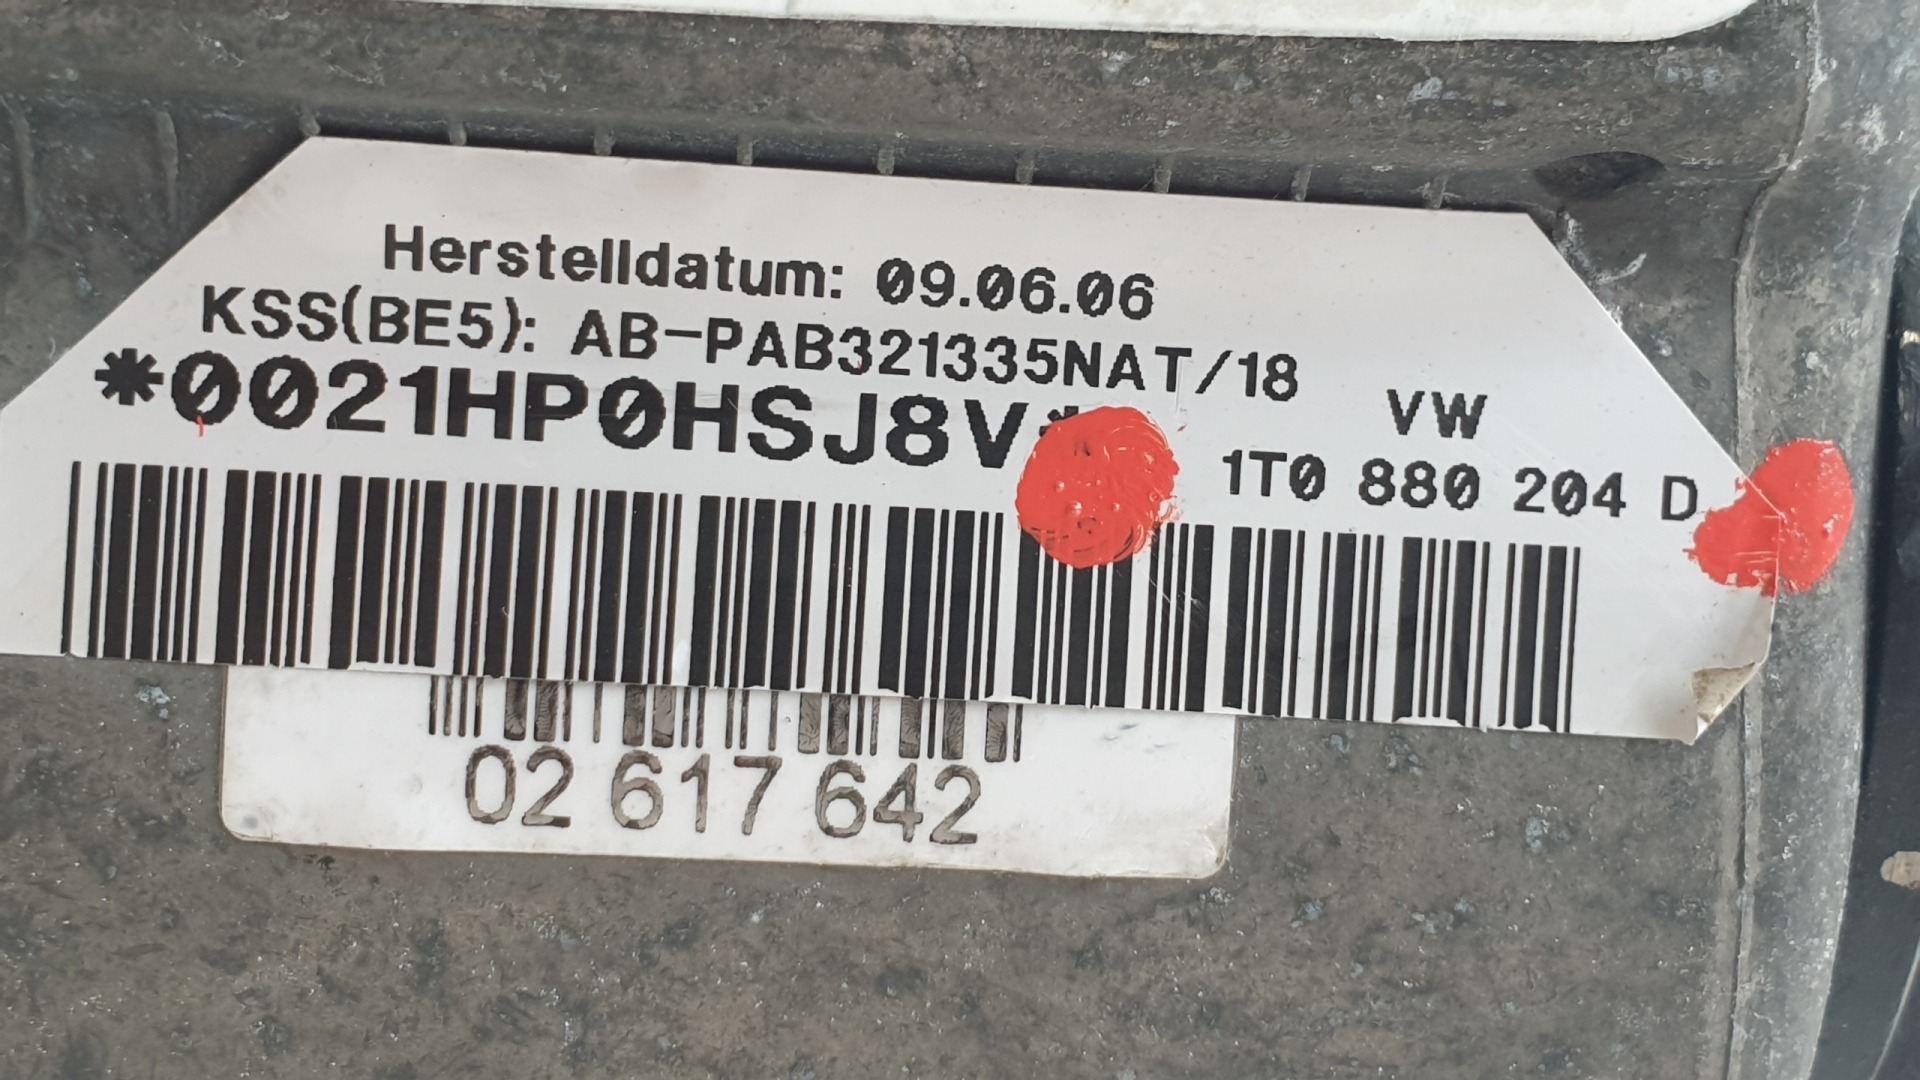 Herstelldatum: 09.06.06
KSS(BE5): AB-PAB321335NAT/18
*0021HP0HSJ8V*
VW
1T0 880 204 D
02 617 642